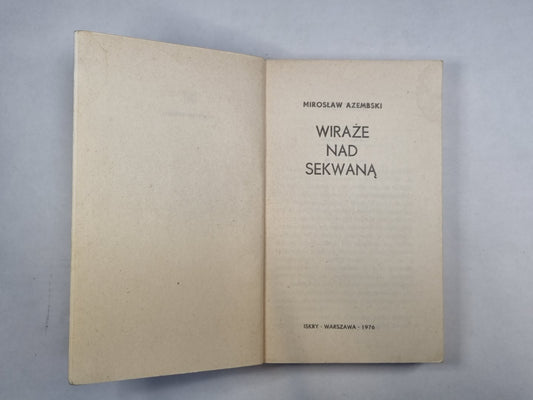 MIROSŁAW AZEMBSKI
WIRAŻE
NAD
SEKWANĄ
ISKRY · WARSZAWA · 1976